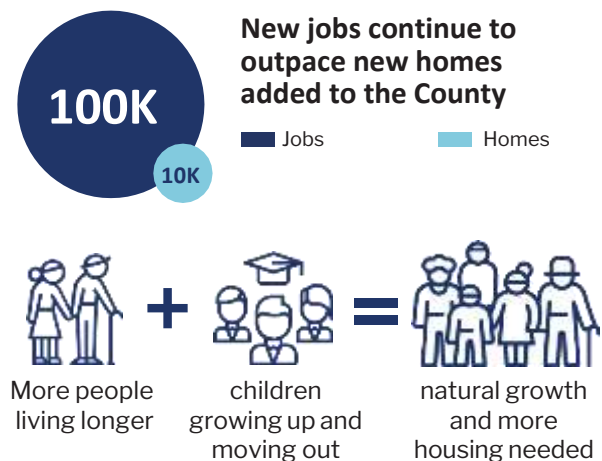 100K
10K
New jobs continue to
outpace new homes
added to the County
Jobs
Homes
+
=
More people
living longer
children
growing up and
moving out
natural growth
and more
housing needed